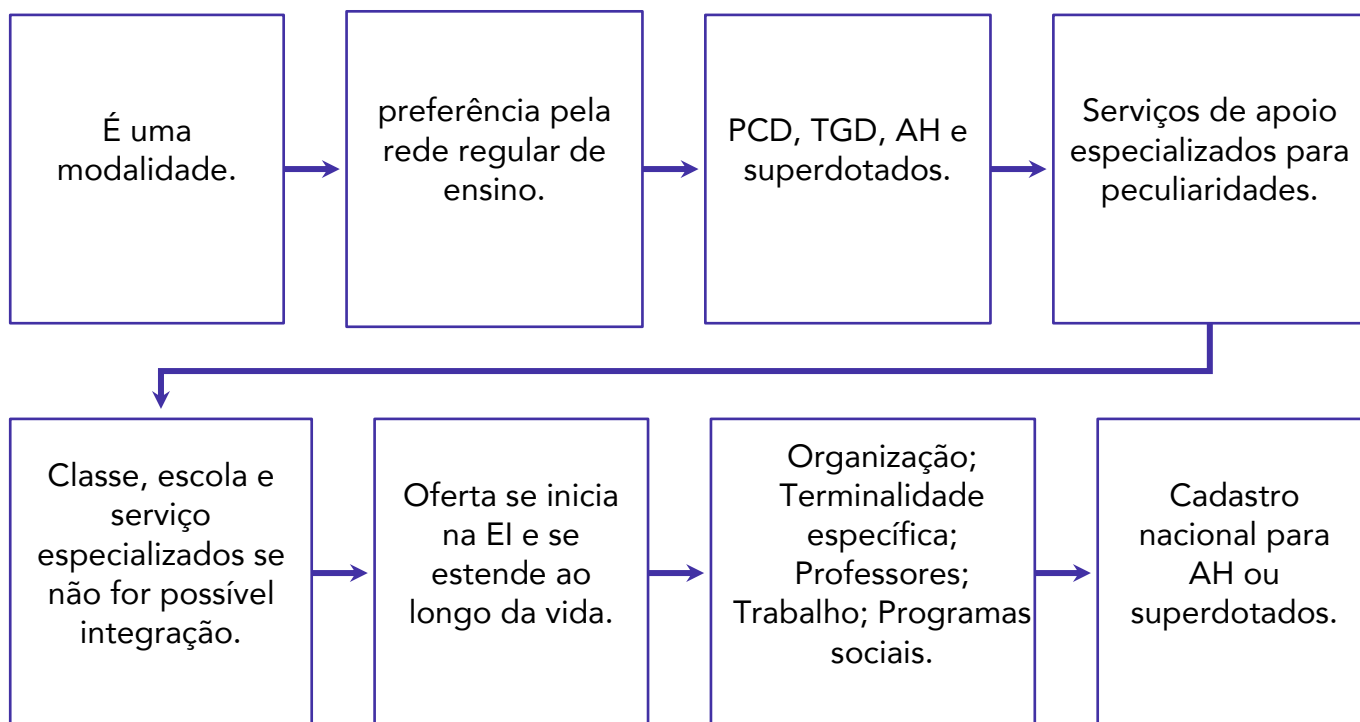 É uma
modalidade.
preferência pela
rede regular de
ensino.
PCD, TGD, AH e
superdotados.
Serviços de apoio
especializados para
peculiaridades.
Classe, escola e
serviço
especializados se
não for possível
integração.
Oferta se inicia
na EI e se
estende ao
longo da vida.
Organização;
Terminalidade
específica;
Professores;
Trabalho; Programas
sociais.
Cadastro
nacional para
AH ou
superdotados.